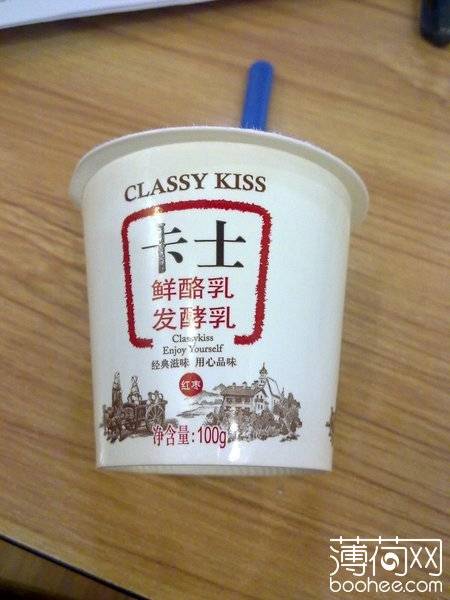 CLASSY KISS
卡士
鲜酪乳
发酵乳
Classykiss
Enjoy Yourself
经典滋味 用心品味
红枣
净含量:100g
薄荷网
boohee.com